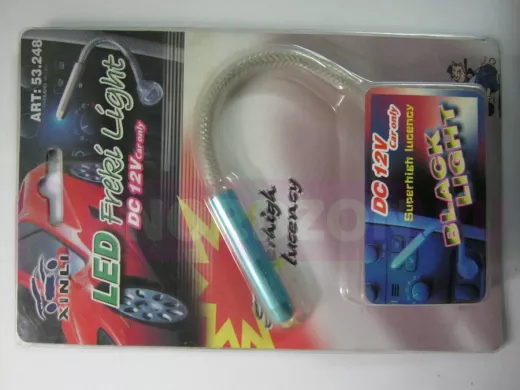 ART: 53.248
LED Freki Light
DC 12V Car only
XINLI
Superhigh
lucency
DC 12V Car only
Superhigh lucency
BLACK
LIGHT